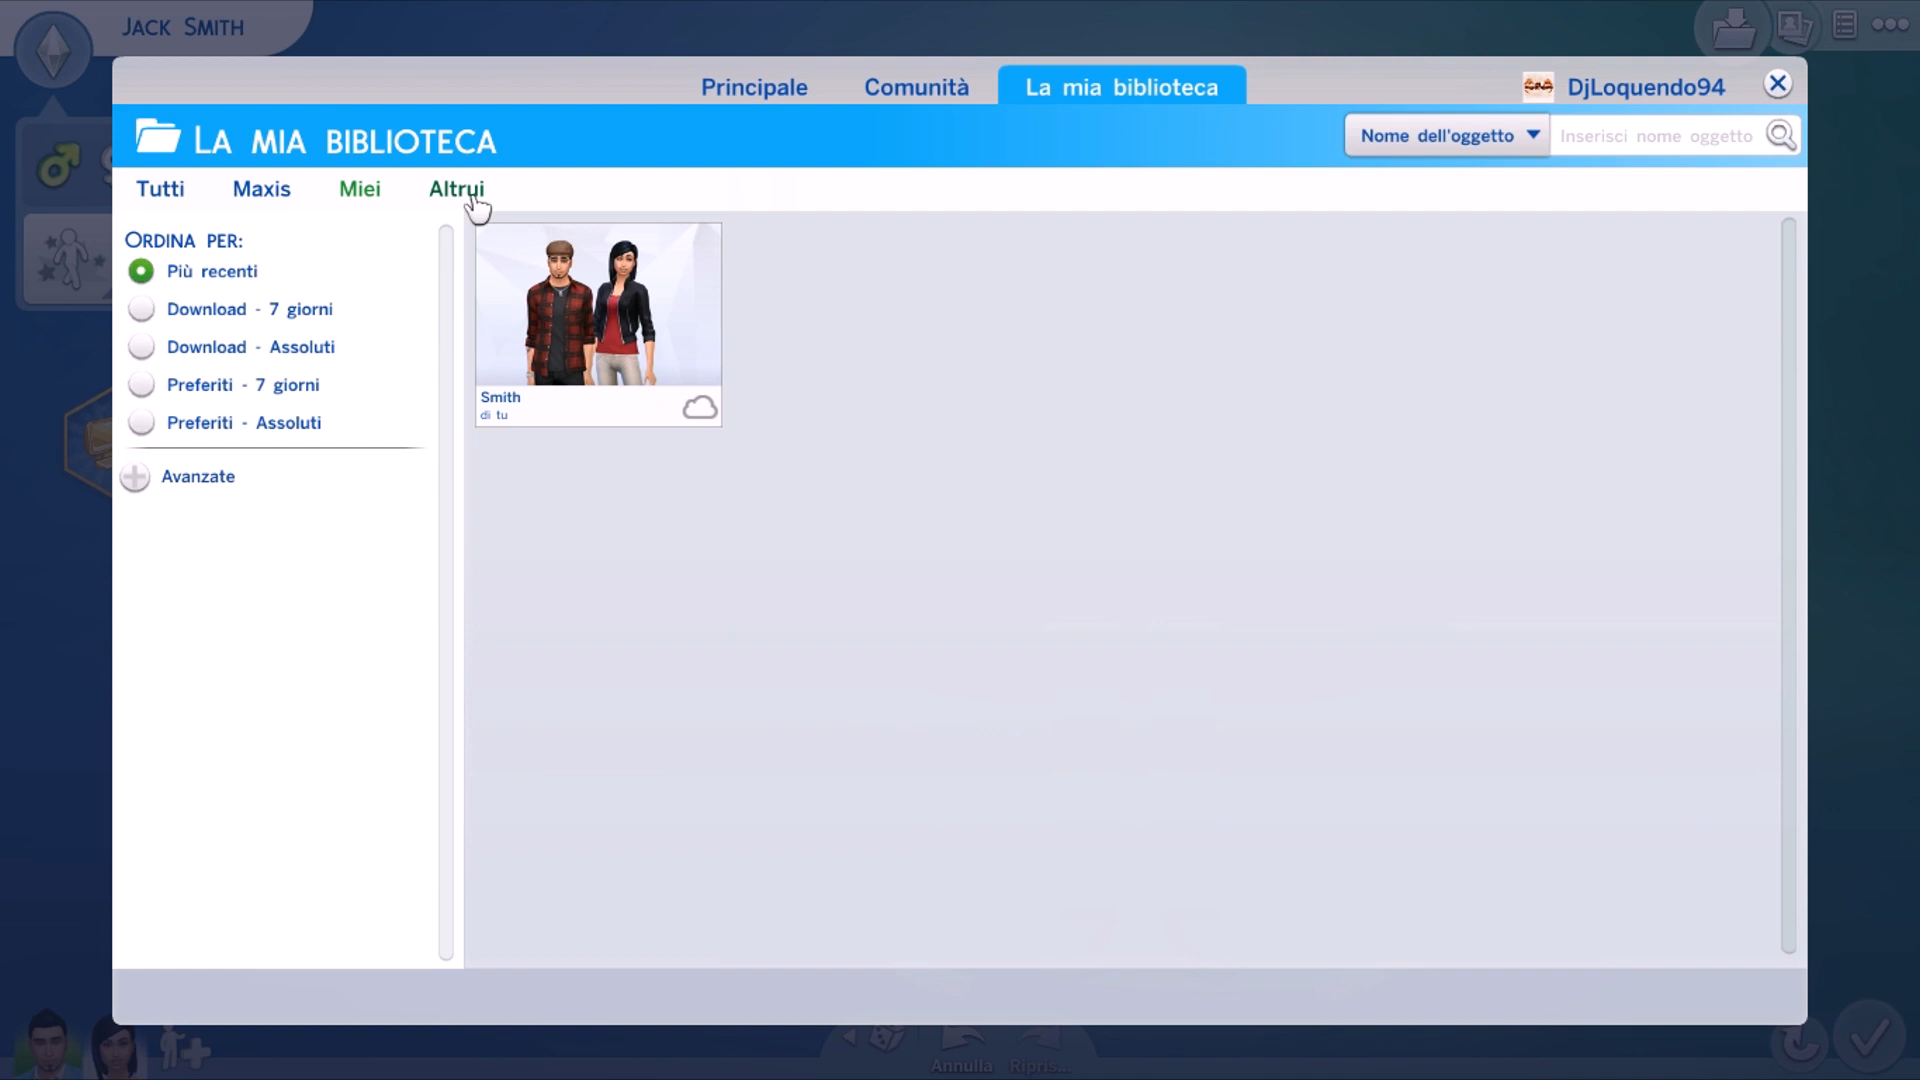 JACK SMITH
Principale
Comunità
La mia biblioteca
DjLoquendo94
LA MIA BIBLIOTECA
Nome dell'oggetto
Inserisci nome oggetto
Tutti
Maxis
Miei
Altrui
ORDINA PER:
Più recenti
Download - 7 giorni
Download - Assoluti
Preferiti - 7 giorni
Preferiti - Assoluti
Avanzate
Smith
di tu
Annulla
Ripris...